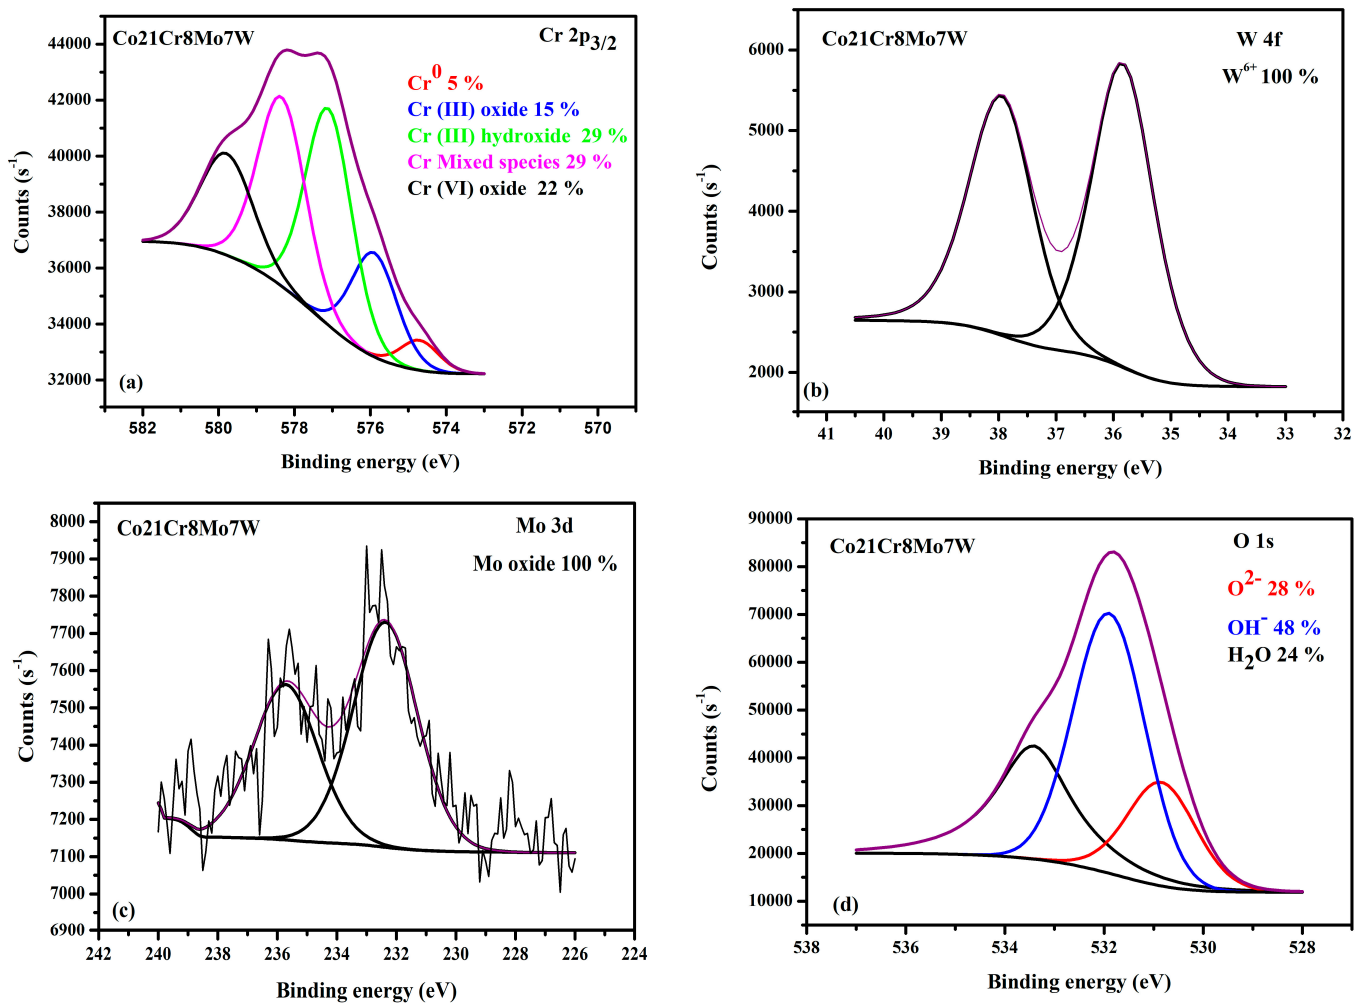 Co21Cr8Mo7W
Cr 2p3/2
Cr0 5 %
Cr (III) oxide 15 %
Cr (III) hydroxide 29 %
Cr Mixed species 29 %
Cr (VI) oxide 22 %
44000
42000
40000
38000
36000
34000
32000
Counts (s-1)
(a)
582 580 578 576 574 572 570
Binding energy (eV)
Co21Cr8Mo7W
W 4f
W6+ 100 %
6000
5000
4000
3000
2000
Counts (s-1)
(b)
41 40 39 38 37 36 35 34 33 32
Binding energy (eV)
Co21Cr8Mo7W
Mo 3d
Mo oxide 100 %
8000
7900
7800
7700
7600
7500
7400
7300
7200
7100
7000
6900
Counts (s-1)
(c)
242 240 238 236 234 232 230 228 226 224
Binding energy (eV)
Co21Cr8Mo7W
O 1s
O2- 28 %
OH- 48 %
H2O 24 %
90000
80000
70000
60000
50000
40000
30000
20000
10000
Counts (s-1)
(d)
538 536 534 532 530 528
Binding energy (eV)